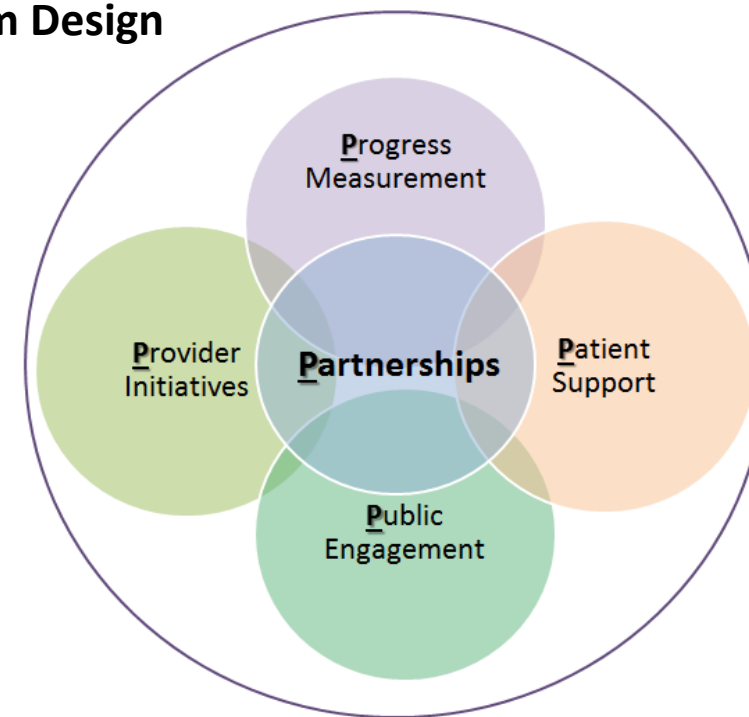 Design
Progress
Measurement
Provider
Initiatives
Partnerships
Patient
Support
Public
Engagement